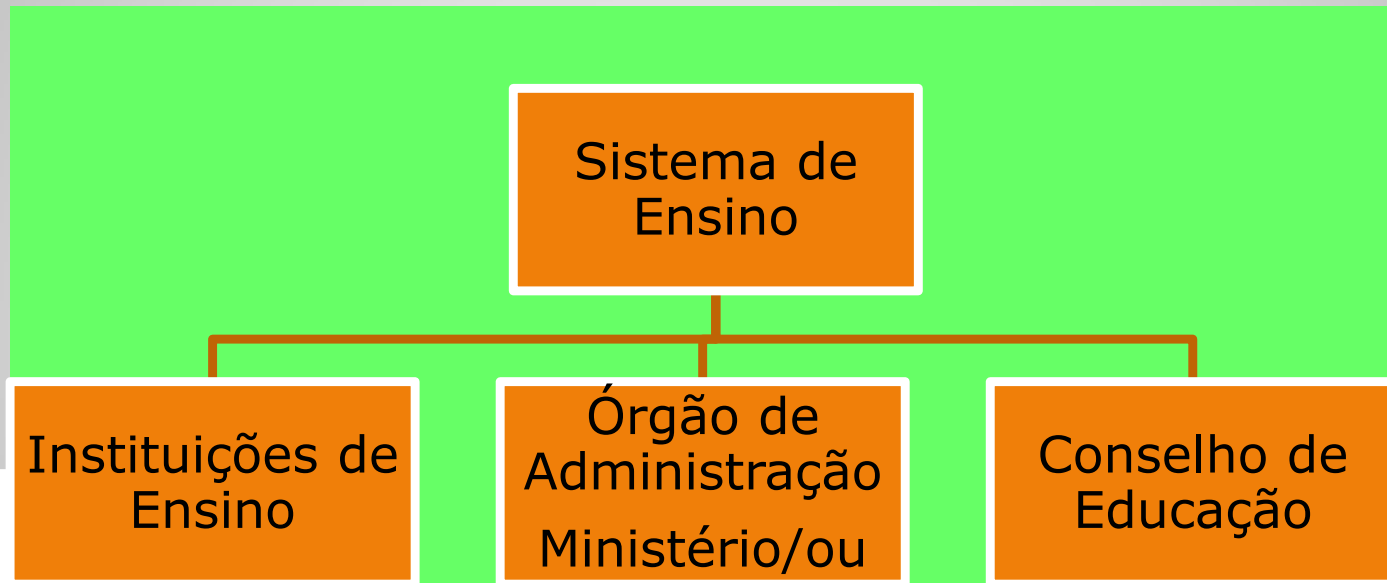 Sistema de
Ensino
Instituições de
Ensino
Órgão de
Administração
Ministério/ou
Conselho de
Educação